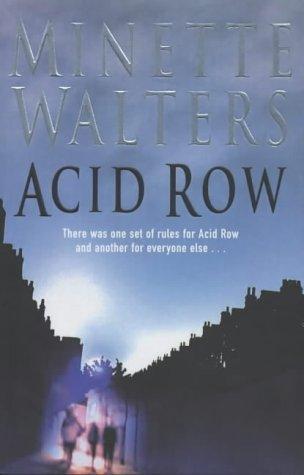 MINETTE
WALTERS
ACID ROW
There was one set of rules for Acid Row
and another for everyone else . . .